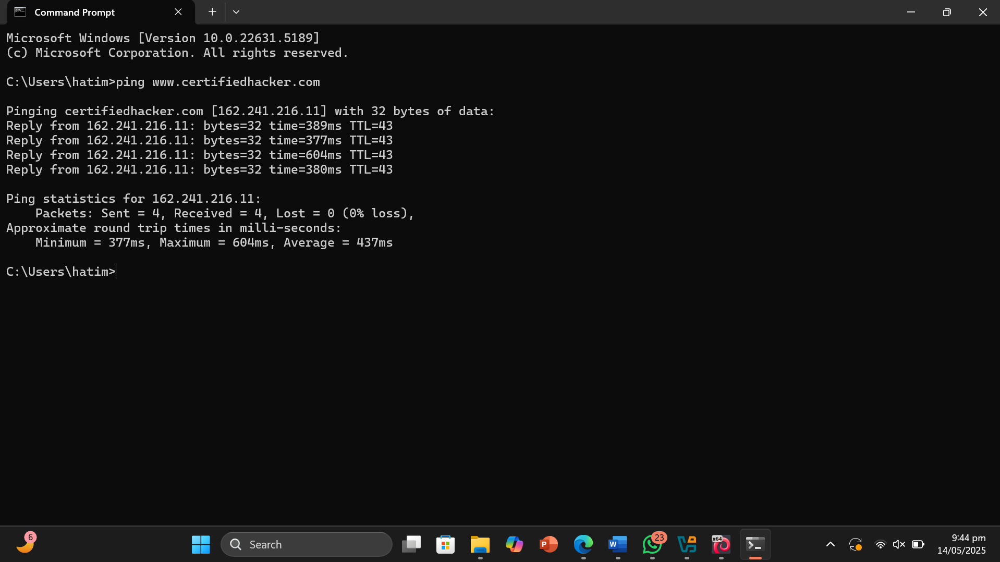 Command Prompt
Microsoft Windows [Version 10.0.22631.5189]
(c) Microsoft Corporation. All rights reserved.
C:\Users\hatim>ping www.certifiedhacker.com
Pinging certifiedhacker.com [162.241.216.11] with 32 bytes of data:
Reply from 162.241.216.11: bytes=32 time=389ms TTL=43
Reply from 162.241.216.11: bytes=32 time=377ms TTL=43
Reply from 162.241.216.11: bytes=32 time=604ms TTL=43
Reply from 162.241.216.11: bytes=32 time=380ms TTL=43
Ping statistics for 162.241.216.11:
    Packets: Sent = 4, Received = 4, Lost = 0 (0% loss),
Approximate round trip times in milli-seconds:
    Minimum = 377ms, Maximum = 604ms, Average = 437ms
C:\Users\hatim>
6
Search
P
W
23
x64
9:44 pm
14/05/2025